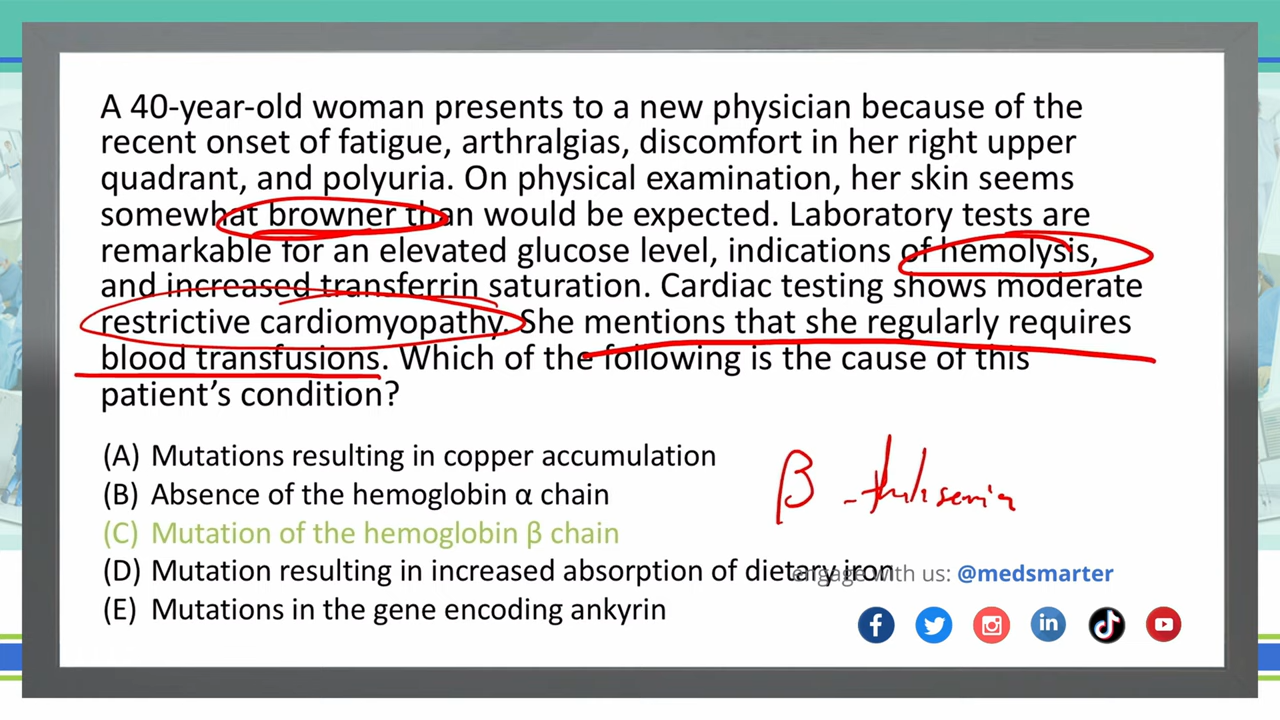 A 40-year-old woman presents to a new physician because of the
recent onset of fatigue, arthralgias, discomfort in her right upper
quadrant, and polyuria. On physical examination, her skin seems
somewhat browner than would be expected. Laboratory tests are
remarkable for an elevated glucose level, indications of hemolysis,
and increased transferrin saturation. Cardiac testing shows moderate
restrictive cardiomyopathy. She mentions that she regularly requires
blood transfusions. Which of the following is the cause of this
patient's condition?
(A) Mutations resulting in copper accumulation
(B) Absence of the hemoglobin α chain
(C) Mutation of the hemoglobin β chain
(D) Mutation resulting in increased absorption of dietary iron
(E) Mutations in the gene encoding ankyrin
β -
engage with us: @medsmarter